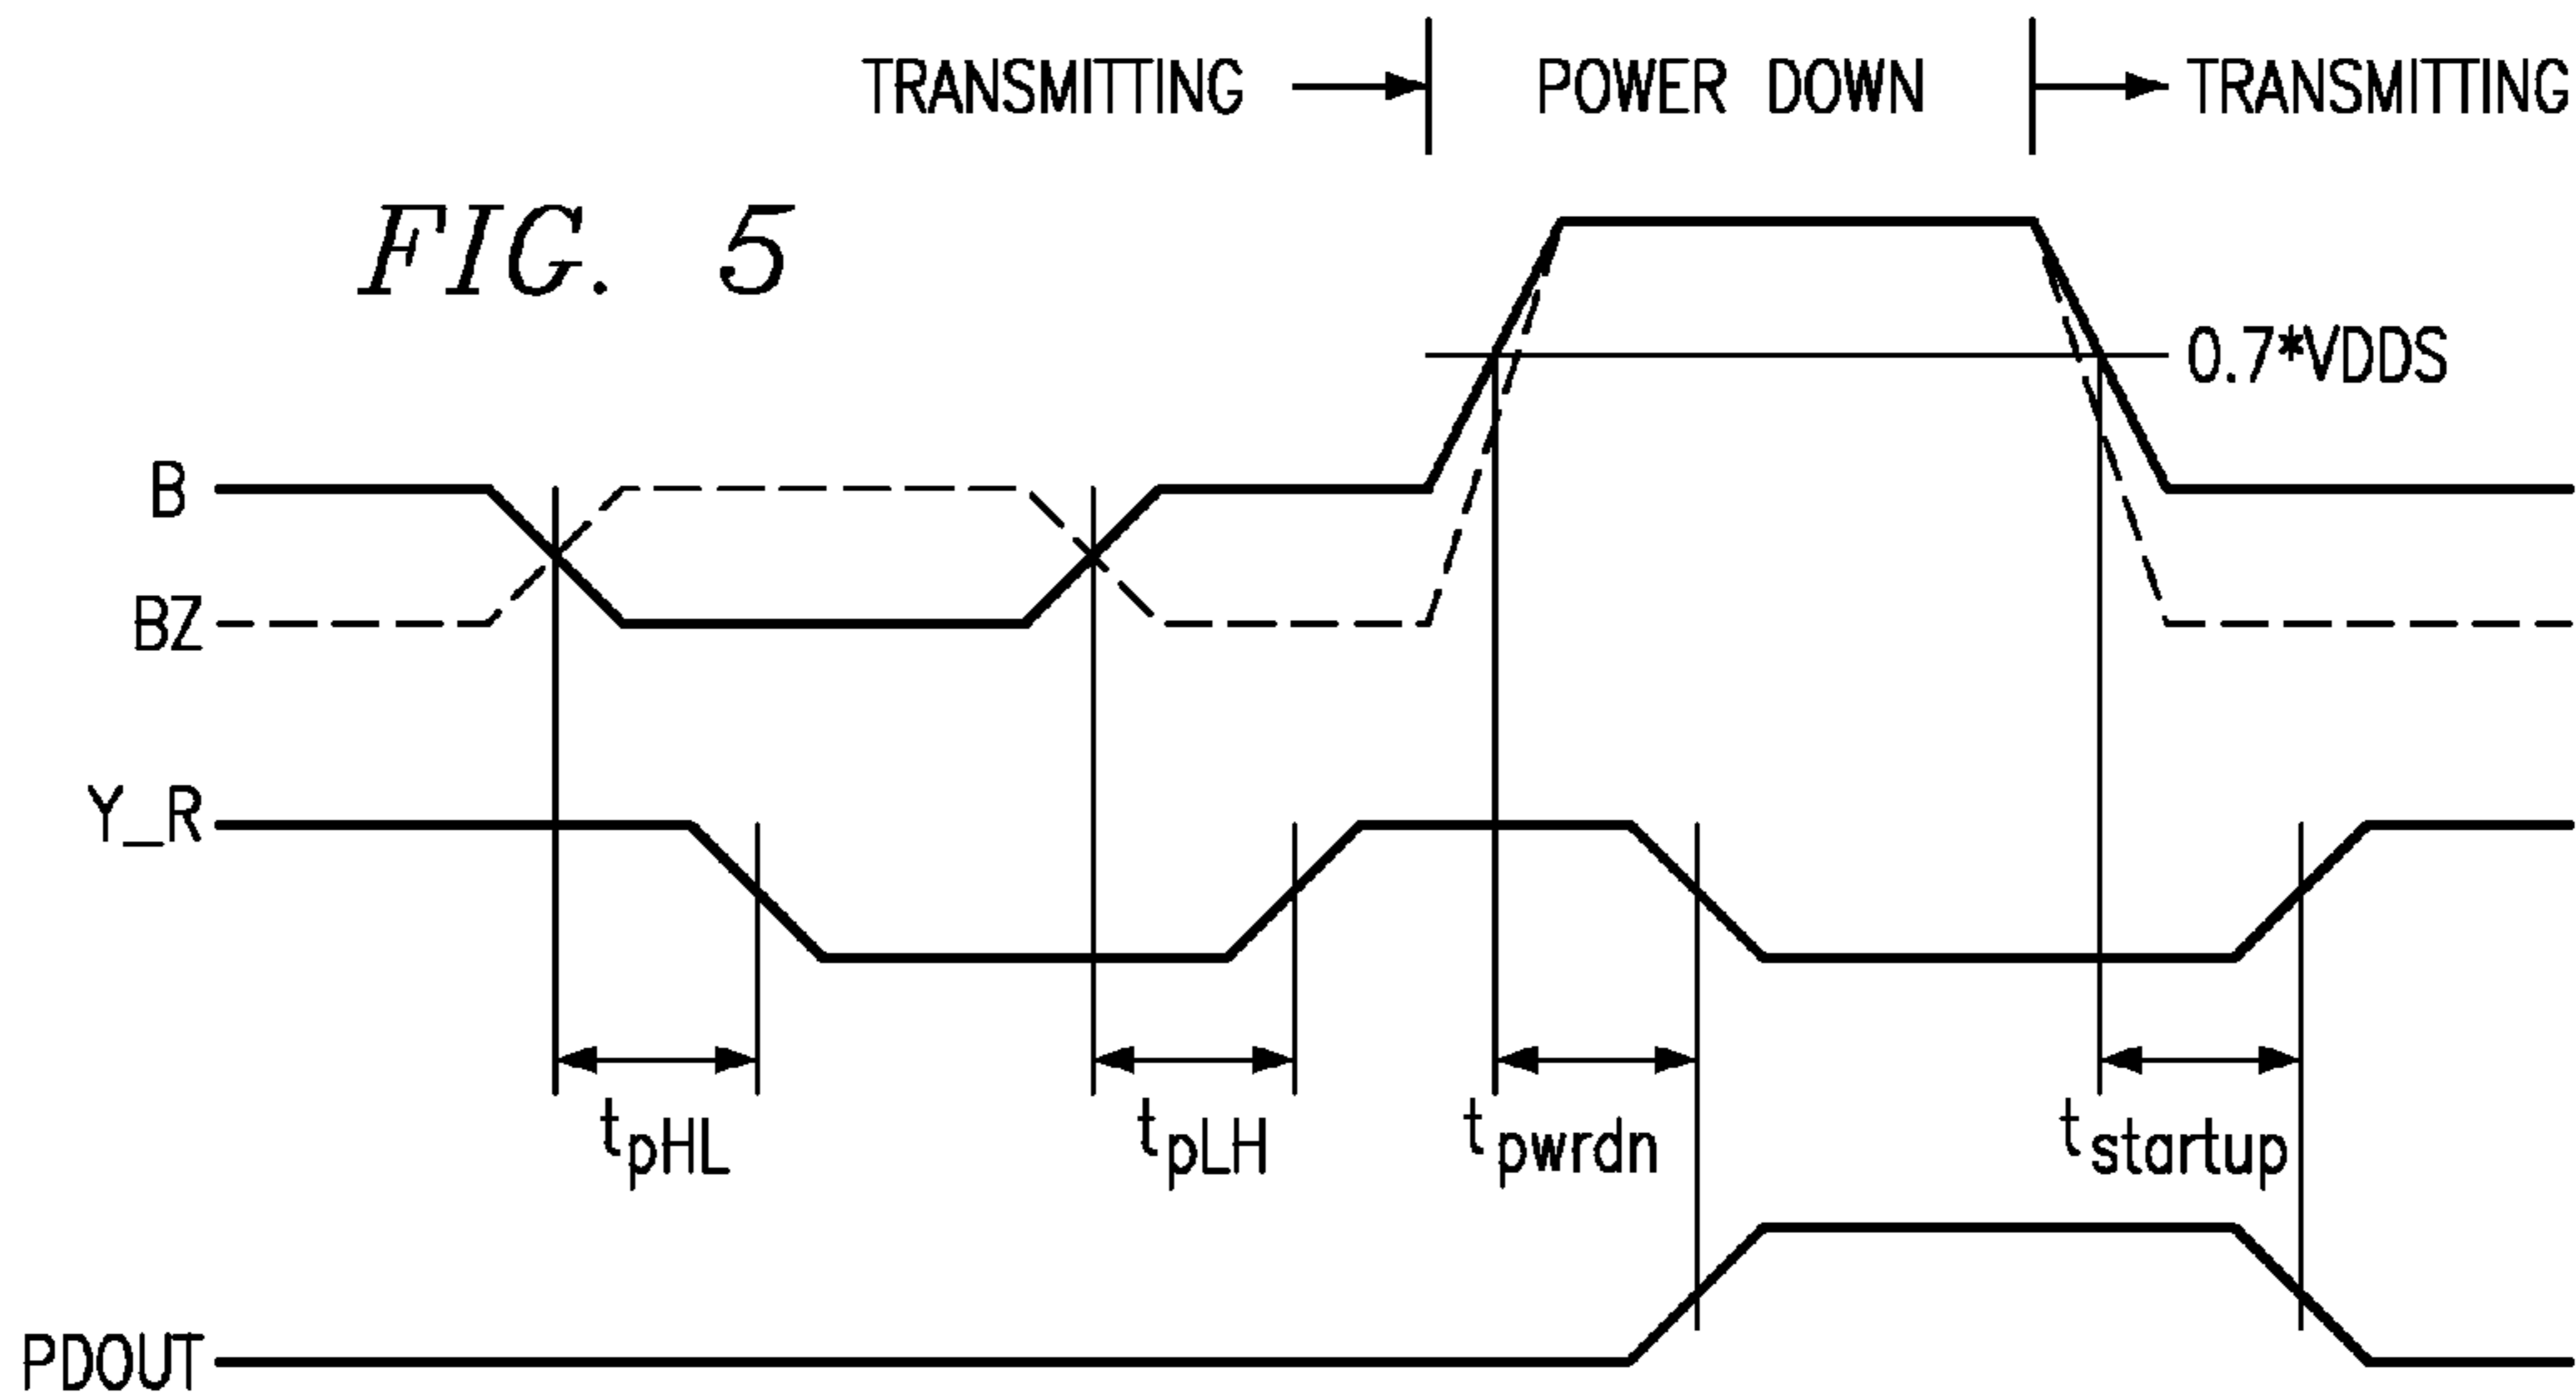 TRANSMITTING POWER DOWN TRANSMITTING
FIG. 5
0.7*VDDS
B
BZ
Y_R
tpHL tpLH tpwrdn tstartup
PDOUT